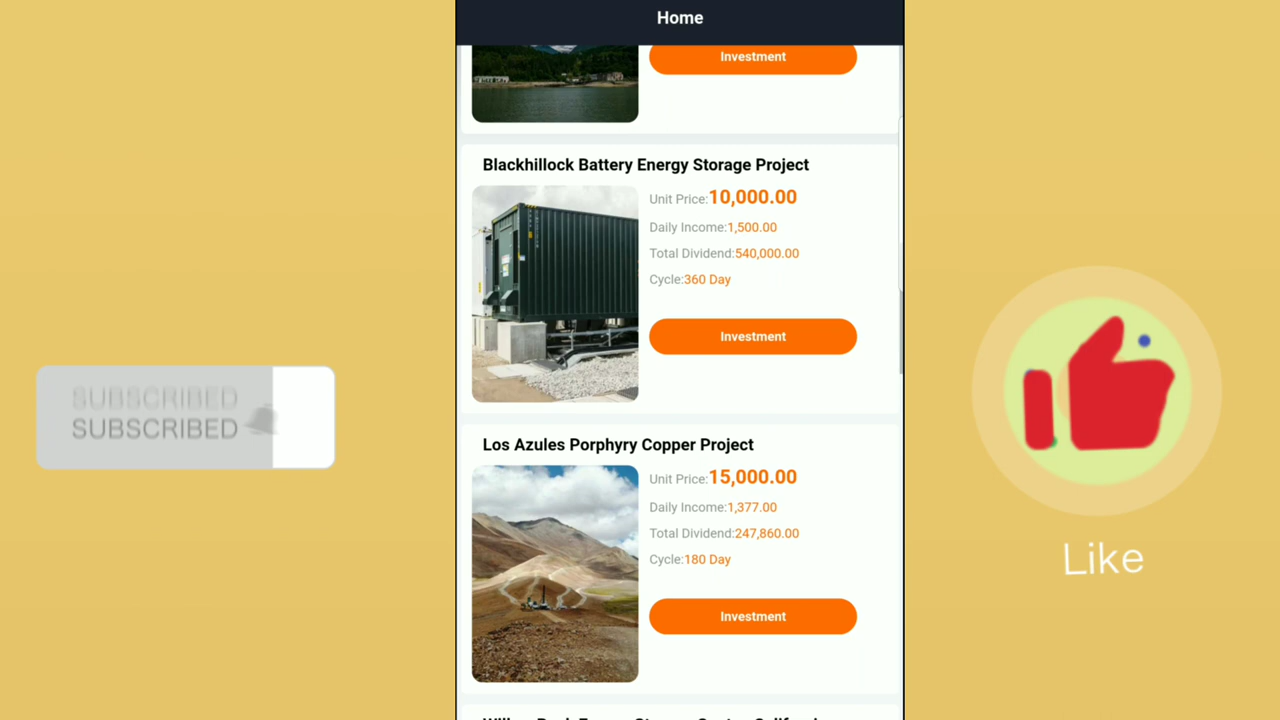 Home
Investment
Blackhillock Battery Energy Storage Project
Unit Price:10,000.00
Daily Income:1,500.00
Total Dividend:540,000.00
Cycle:360 Day
Investment
SUBSCRIBED
SUBSCRIBED
Los Azules Porphyry Copper Project
Unit Price:15,000.00
Daily Income:1,377.00
Total Dividend:247,860.00
Cycle:180 Day
Investment
Like